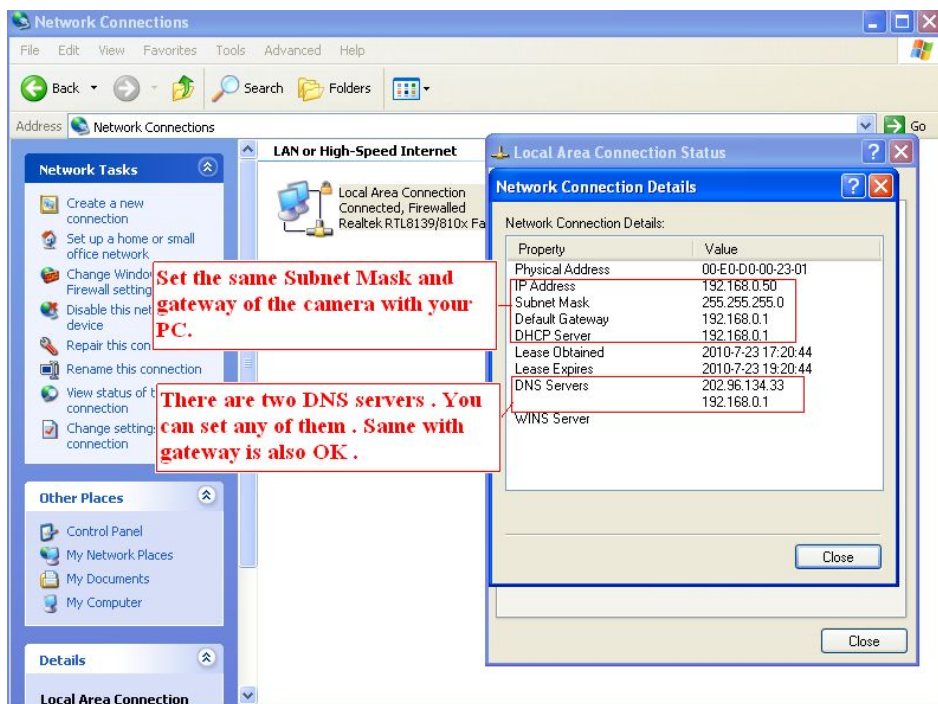 Network Connections
File Edit View Favorites Tools Advanced Help
Back Search Folders
Address Network Connections Go
Network Tasks
Create a new
connection
Set up a home or small
office network
Change Windo
Firewall setting
Disable this net
device
Repair this con
Rename this connection
View status of t
connection
Change setting
connection
Other Places
Control Panel
My Network Places
My Documents
My Computer
Details
Local Area Connection
LAN or High-Speed Internet
Local Area Connection
Connected, Firewalled
Realtek RTL8139/810x Fa
Set the same Subnet Mask and
gateway of the camera with your
PC.
There are two DNS servers . You
can set any of them . Same with
gateway is also OK .
Local Area Connection Status
Network Connection Details
Network Connection Details:
Property Value
Physical Address 00-E0-D0-00-23-01
IP Address 192.168.0.50
Subnet Mask 255.255.255.0
Default Gateway 192.168.0.1
DHCP Server 192.168.0.1
Lease Obtained 2010-7-23 17:20:44
Lease Expires 2010-7-23 19:20:44
DNS Servers 202.96.134.33
192.168.0.1
WINS Server
Close
Close